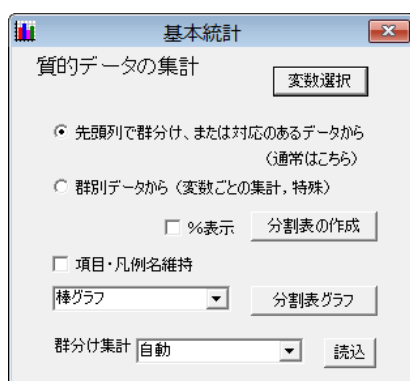 基本統計
質的データの集計
変数選択
先頭列で群分け、または対応のあるデータから
(通常はこちら)
群別データから (変数ごとの集計,特殊)
%表示 分割表の作成
項目・凡例名維持
棒グラフ 分割表グラフ
群分け集計 自動 読込